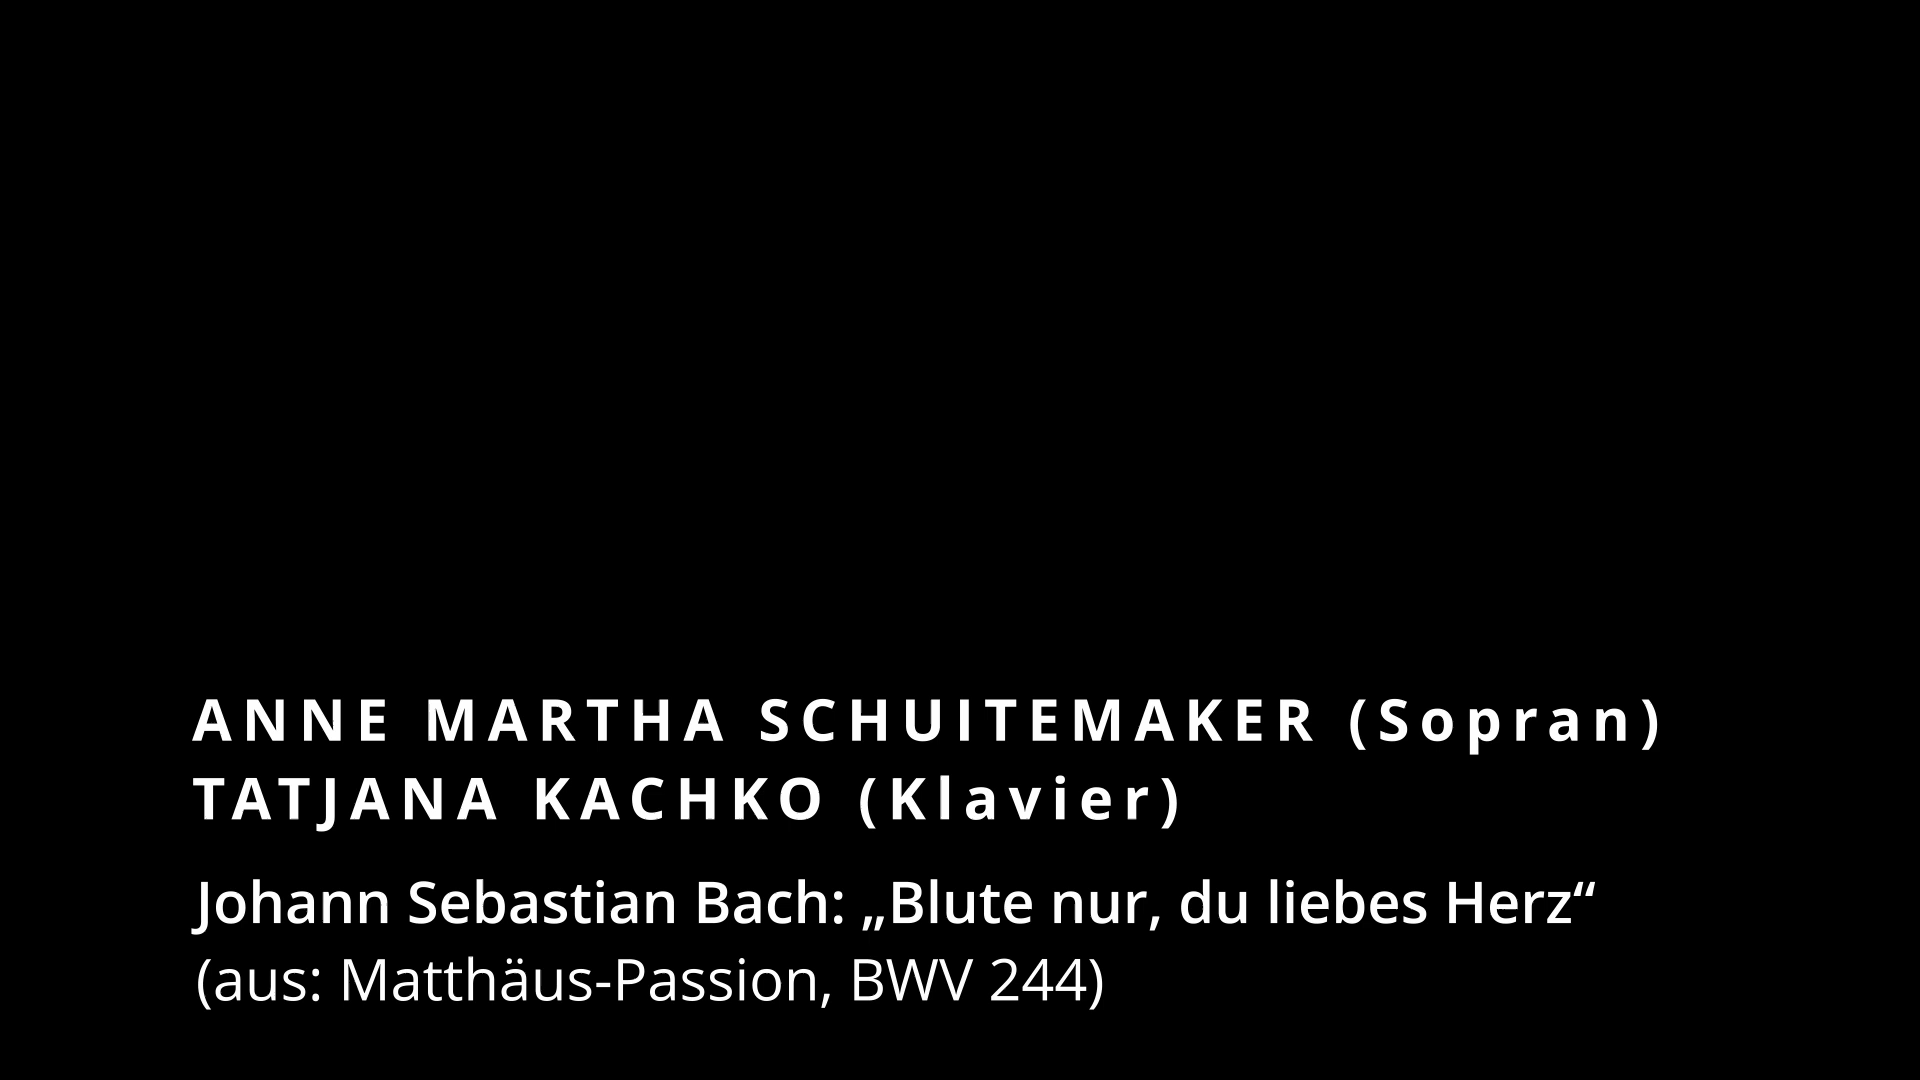 ANNE MARTHA SCHUITEMAKER (Sopran)
TATJANA KACHKO (Klavier)
Johann Sebastian Bach: „Blute nur, du liebes Herz“
(aus: Matthäus-Passion, BWV 244)